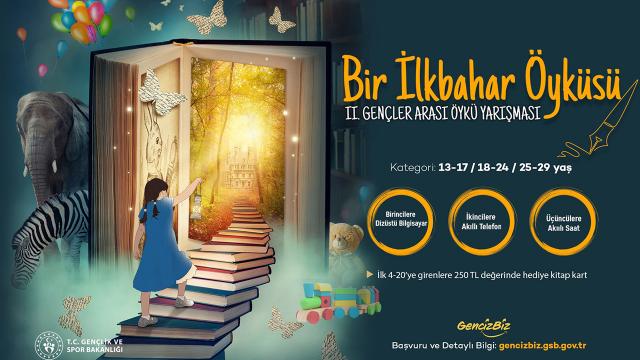 Bir İlkbahar Öyküsü
II. GENÇLER ARASI ÖYKÜ YARIŞMASI
Kategori: 13-17 / 18-24 / 25-29 yaş
Birincilere
Dizüstü Bilgisayar
İkincilere
Akıllı Telefon
Üçüncülere
Akıılı Saat
İlk 4-20'ye girenlere 250 TL değerinde hediye kitap kart
GençizBiz
Başvuru ve Detaylı Bilgi: gencizbiz.gsb.gov.tr
T.C. GENÇLİK VE
SPOR BAKANLIĞI